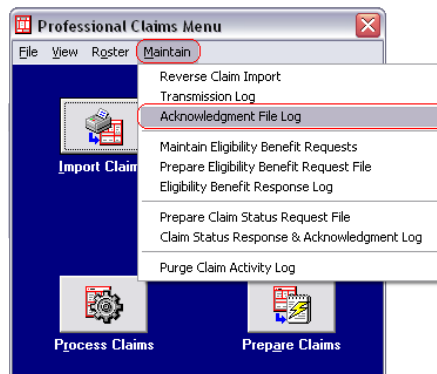 Professional Claims Menu
File View Roster Maintain
Reverse Claim Import
Transmission Log
Acknowledgment File Log
Maintain Eligibility Benefit Requests
Prepare Eligibility Benefit Request File
Eligibility Benefit Response Log
Prepare Claim Status Request File
Claim Status Response & Acknowledgment Log
Purge Claim Activity Log
Import Claim
Process Claims
Prepare Claims